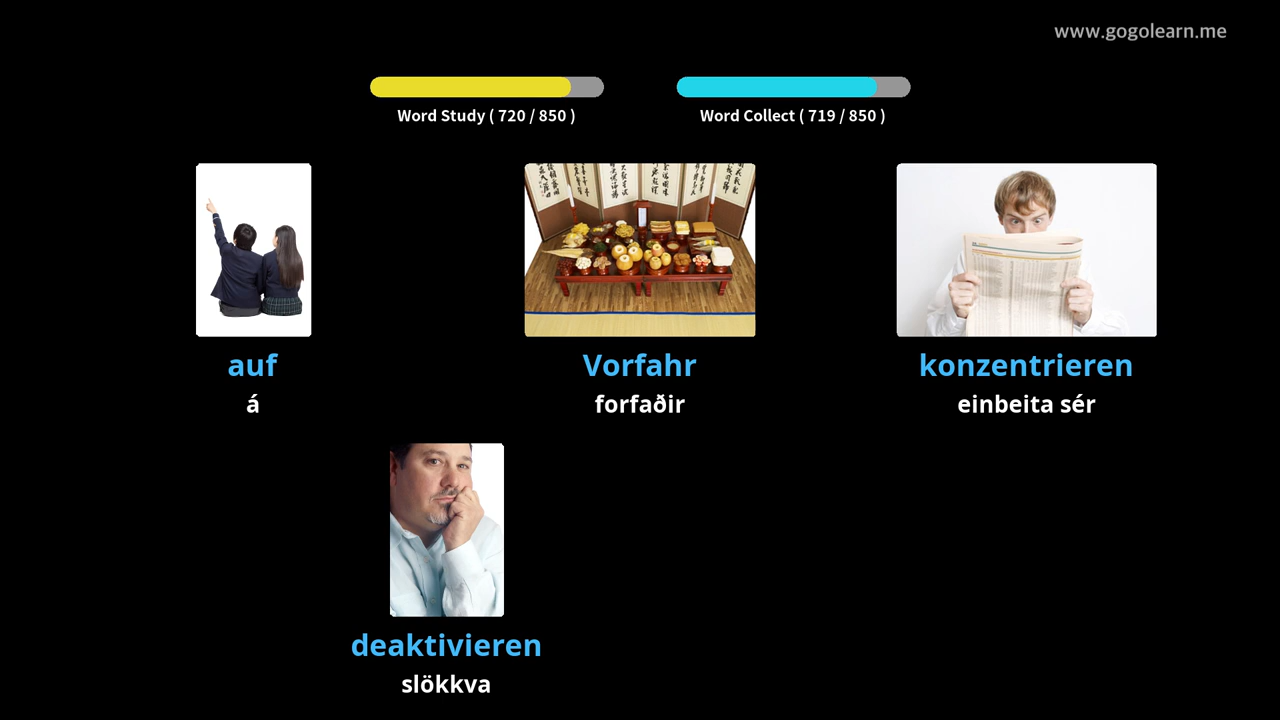 www.gogolearn.me
Word Study ( 720 / 850 )
Word Collect ( 719 / 850 )
auf
á
Vorfahr
forfaðir
konzentrieren
einbeita sér
deaktivieren
slökkva